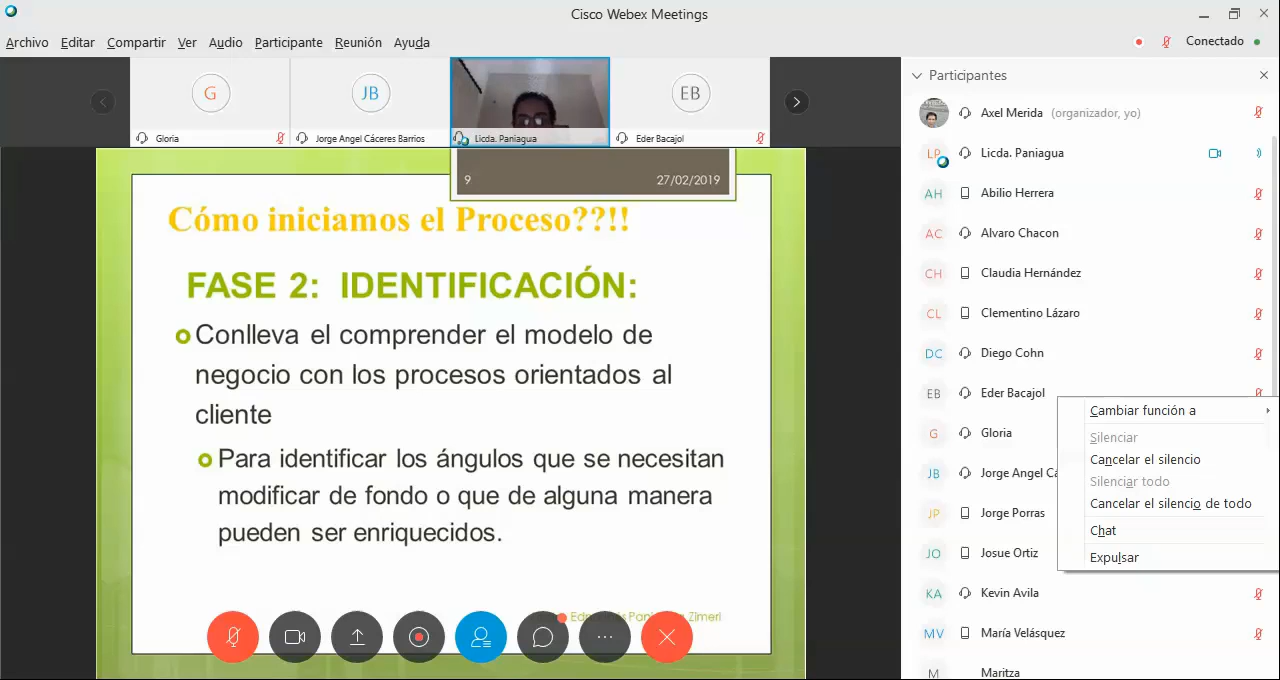 Cisco Webex Meetings
Archivo Editar Compartir Ver Audio Participante Reunión Ayuda
Conectado
G
JB
EB
Gloria
Jorge Angel Cáceres Barrios
Licda. Paniagua
Eder Bacajol
9 27/02/2019
Cómo iniciamos el Proceso??!!
FASE 2: IDENTIFICACIÓN:
Conlleva el comprender el modelo de
negocio con los procesos orientados al
cliente
Para identificar los ángulos que se necesitan
modificar de fondo o que de alguna manera
pueden ser enriquecidos.
Zimeri
Participantes
Axel Merida (organizador, yo)
LP Licda. Paniagua
AH Abilio Herrera
AC Alvaro Chacon
CH Claudia Hernández
CL Clementino Lázaro
DC Diego Cohn
EB Eder Bacajol
G Gloria
JB Jorge Angel Cá
JP Jorge Porras
JO Josue Ortiz
KA Kevin Avila
MV María Velásquez
M Maritza
Cambiar función a
Silenciar
Cancelar el silencio
Silenciar todo
Cancelar el silencio de todo
Chat
Expulsar